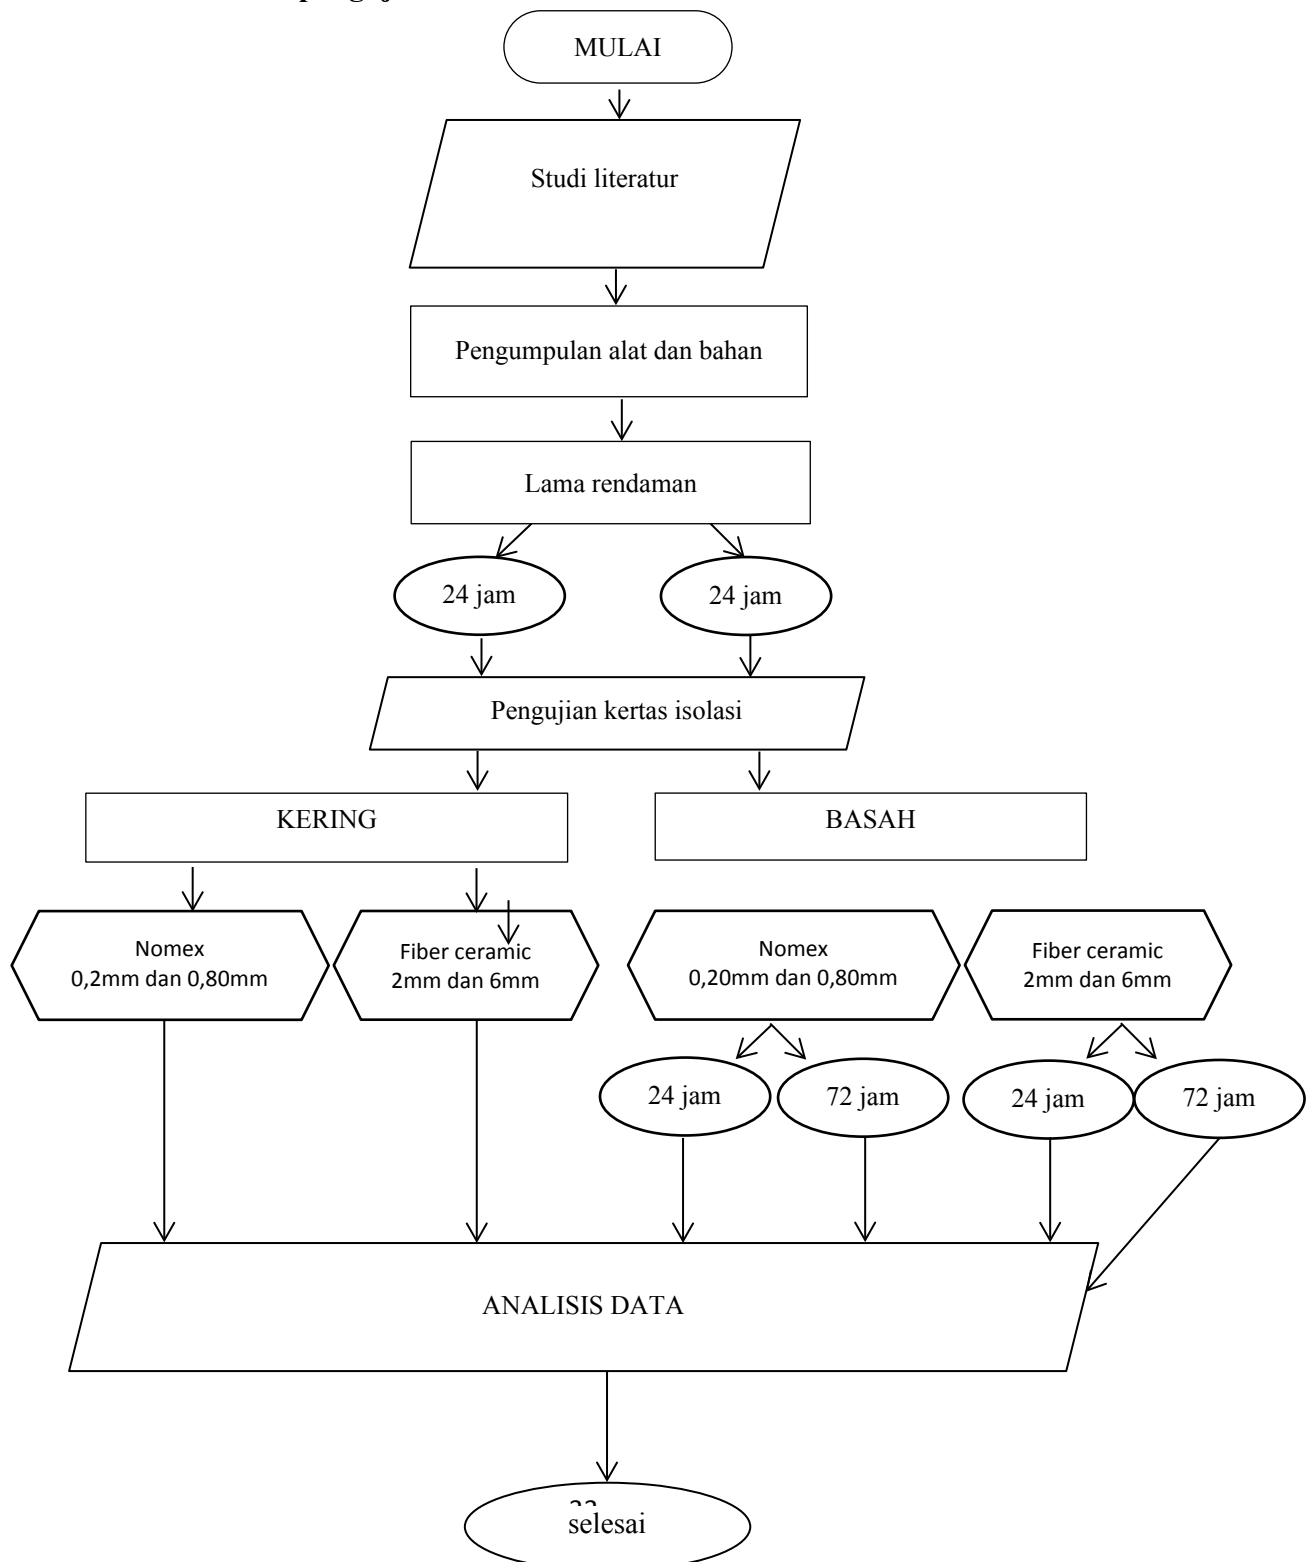 MULAI
Studi literatur
Pengumpulan alat dan bahan
Lama rendaman
24 jam
24 jam
Pengujian kertas isolasi
KERING
BASAH
Nomex
0,2mm dan 0,80mm
Fiber ceramic
2mm dan 6mm
Nomex
0,20mm dan 0,80mm
Fiber ceramic
2mm dan 6mm
24 jam
72 jam
24 jam
72 jam
ANALISIS DATA
selesai